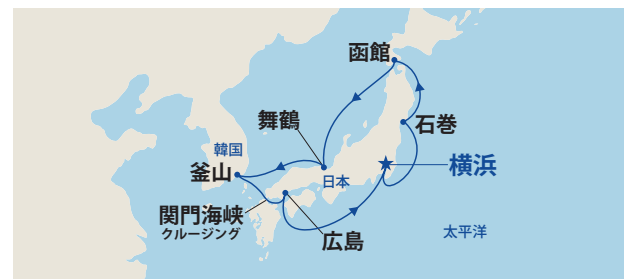 函館
石巻
舞鶴
韓国
釜山
横浜
日本
関門海峡
クルージング
広島
太平洋